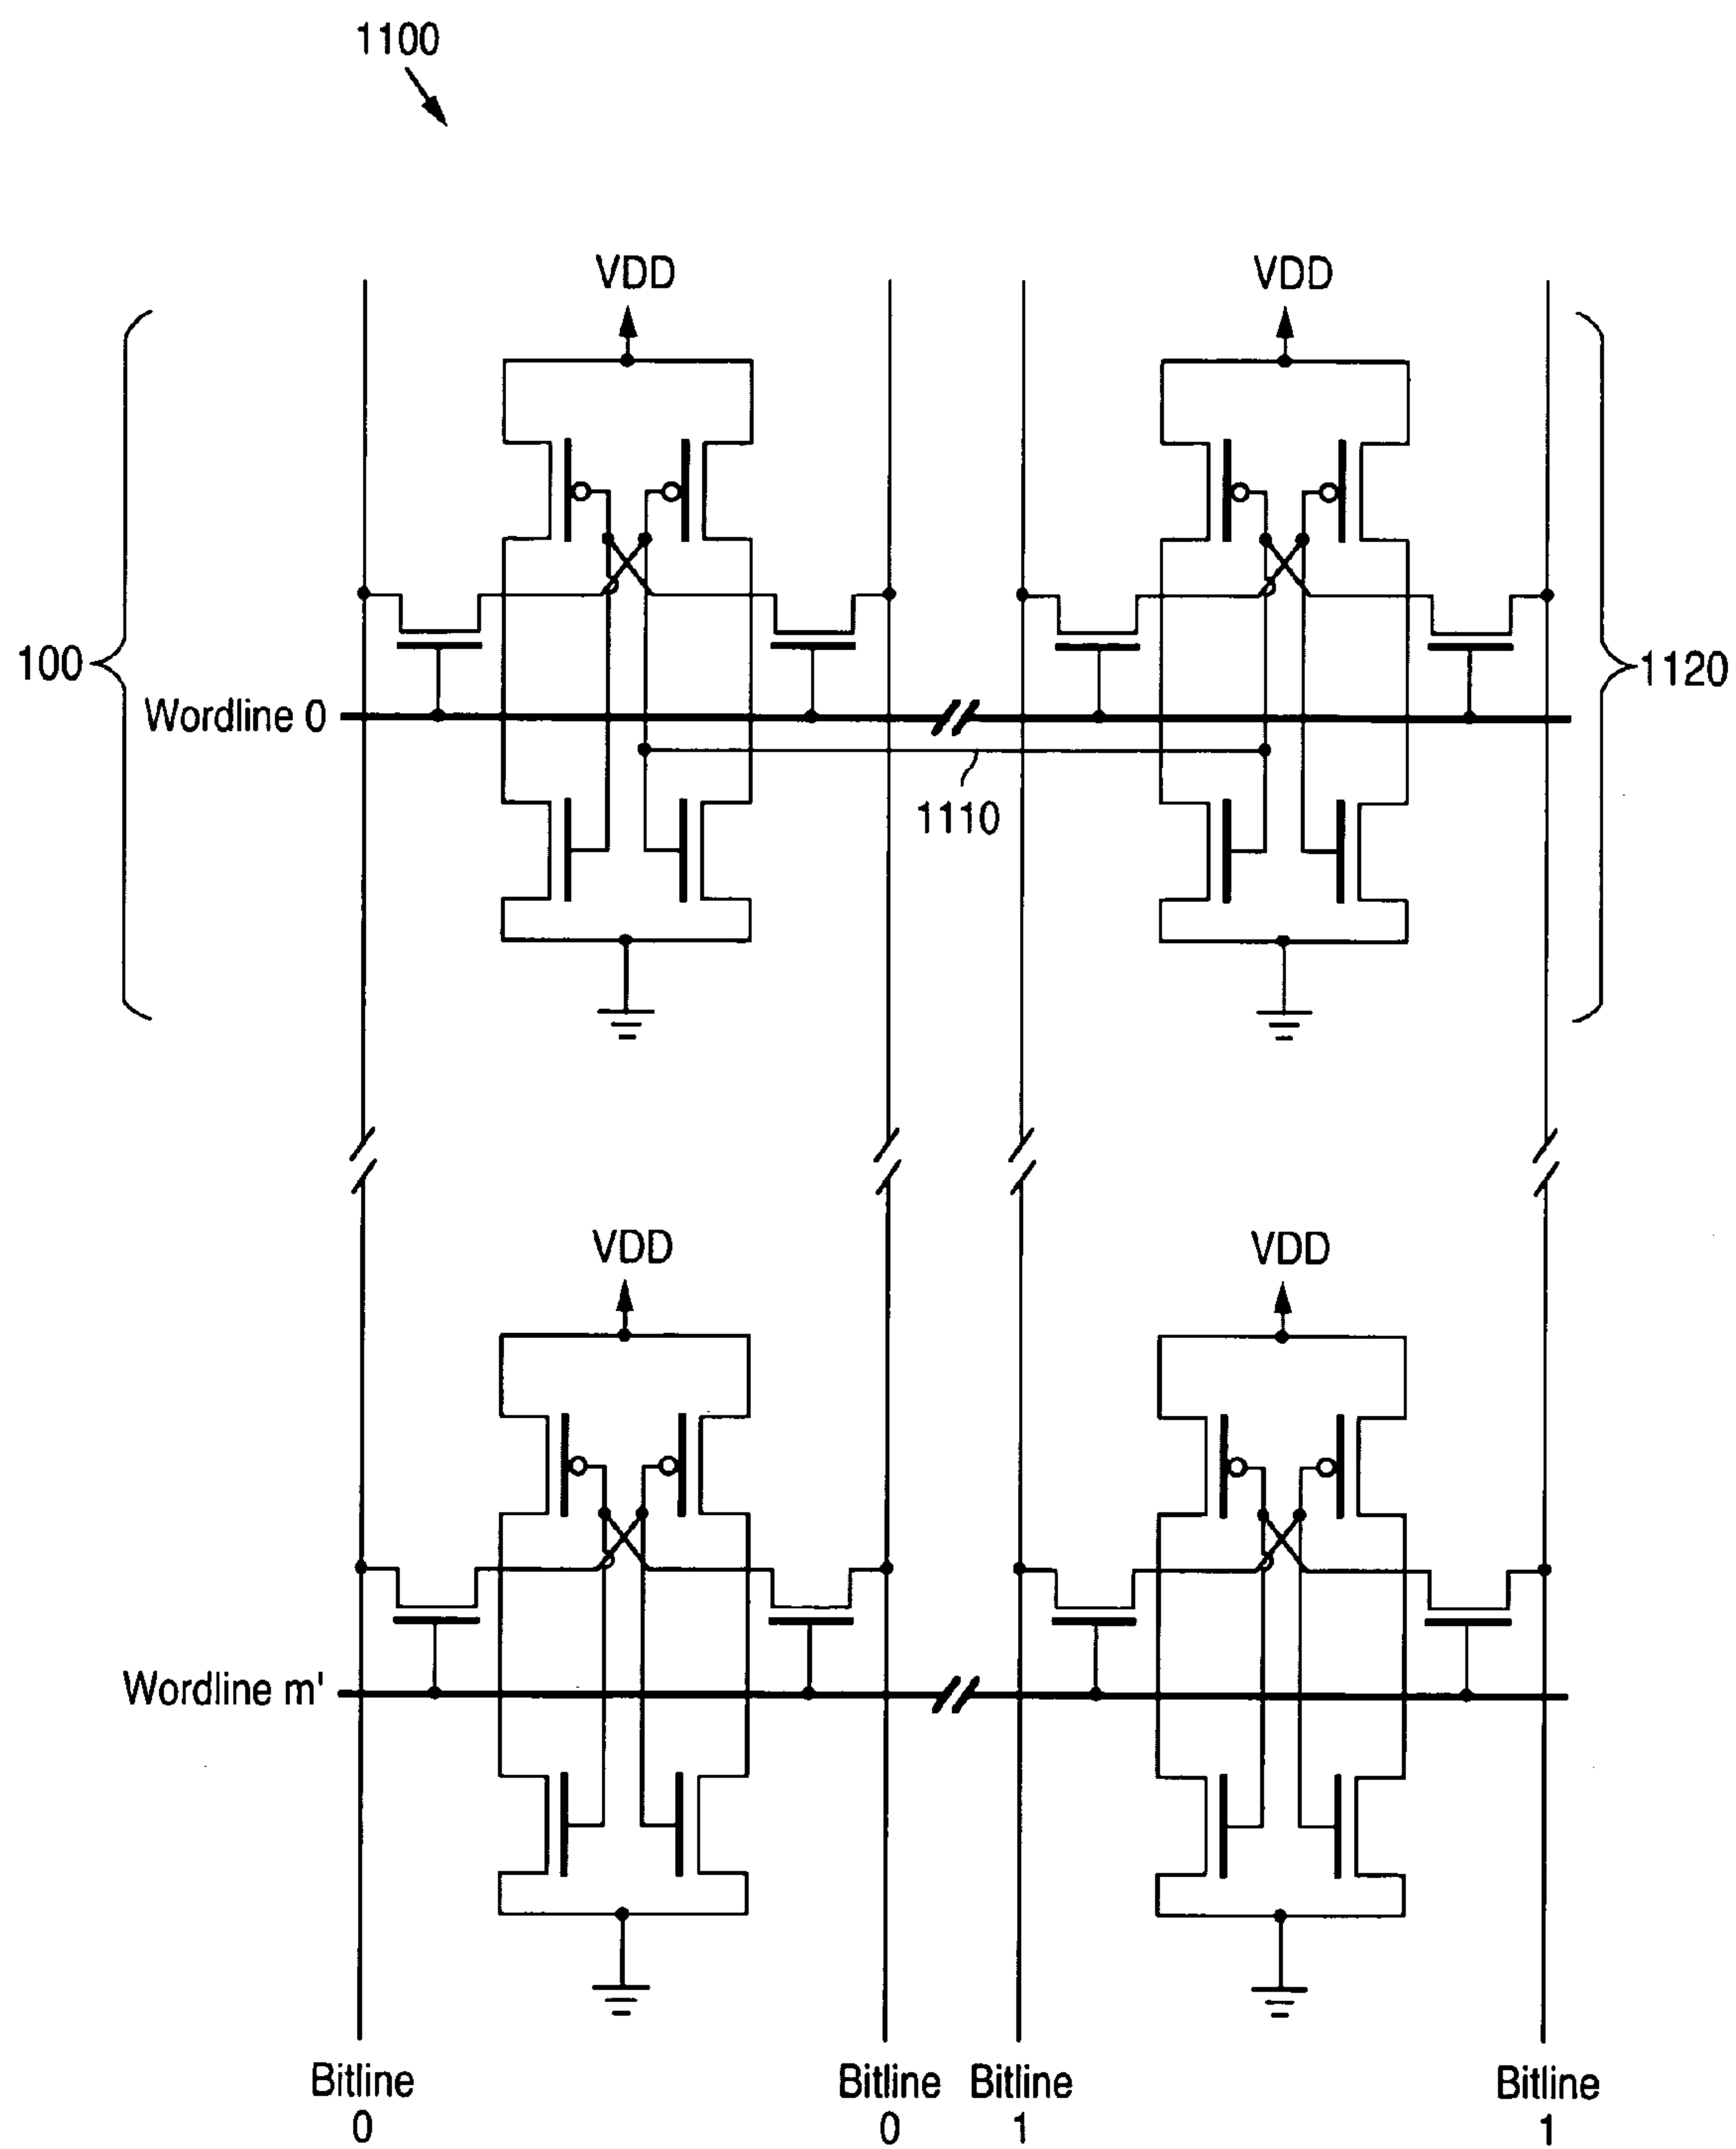 1100
VDD
VDD
100
1120
Wordline 0
1110
VDD
VDD
Wordline m'
Bitline
0
Bitline
0
Bitline
1
Bitline
1